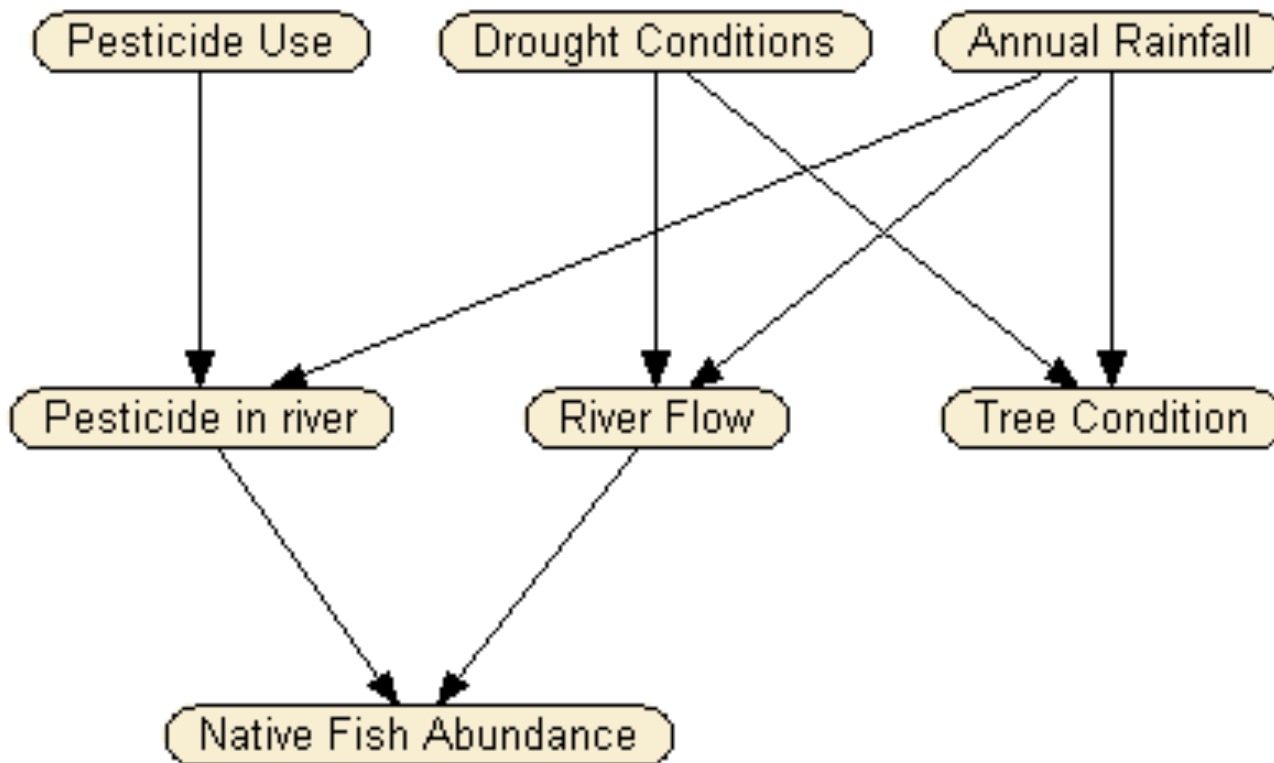 Pesticide Use
Drought Conditions
Annual Rainfall
Pesticide in river
River Flow
Tree Condition
Native Fish Abundance